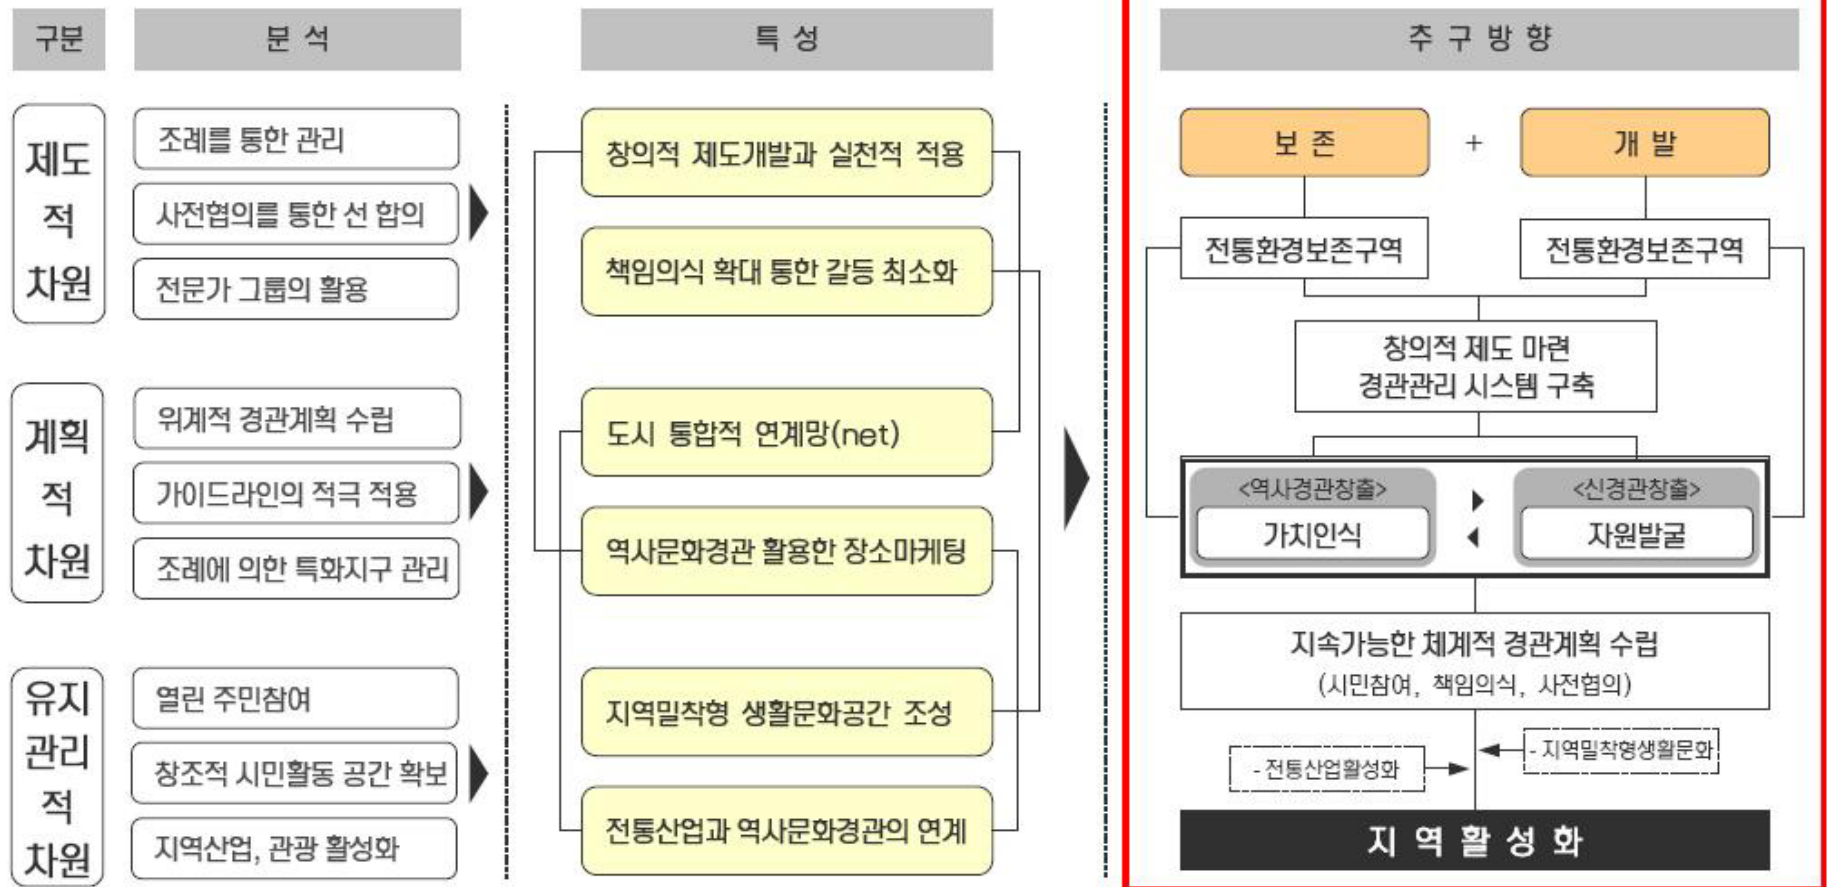 구분
분 석
특 성
추 구 방 향
제도
적
차원
조례를 통한 관리
사전협의를 통한 선 합의
전문가 그룹의 활용
계획
적
차원
위계적 경관계획 수립
가이드라인의 적극 적용
조례에 의한 특화지구 관리
유지
관리
적
차원
열린 주민참여
창조적 시민활동 공간 확보
지역산업, 관광 활성화
창의적 제도개발과 실천적 적용
책임의식 확대 통한 갈등 최소화
도시 통합적 연계망(net)
역사문화경관 활용한 장소마케팅
지역밀착형 생활문화공간 조성
전통산업과 역사문화경관의 연계
보 존
+
개 발
전통환경보존구역
전통환경보존구역
창의적 제도 마련
경관관리 시스템 구축
<역사경관창출>
가치인식
<신경관창출>
자원발굴
지속가능한 체계적 경관계획 수립
(시민참여, 책임의식, 사전협의)
- 지역밀착형생활문화
- 전통산업활성화
지 역 활 성 화